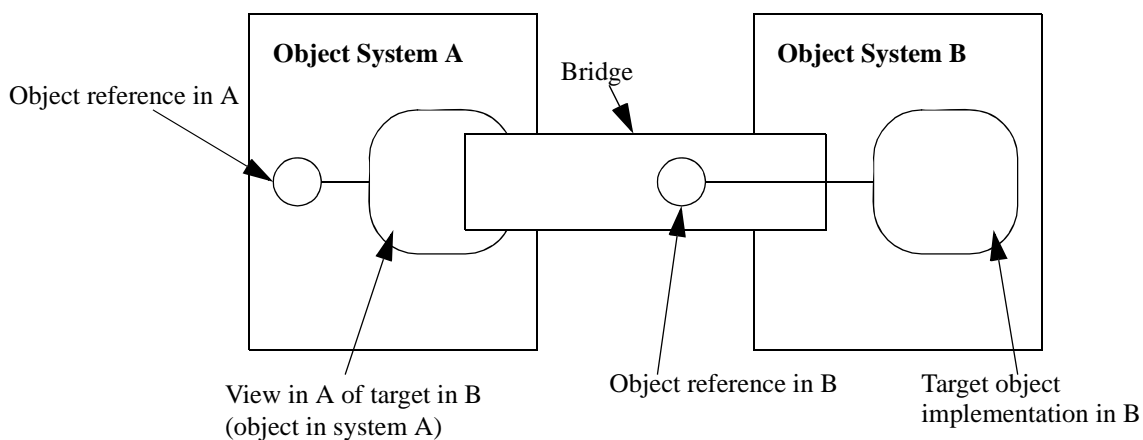 Object System A
Object System B
Bridge
Object reference in A
View in A of target in B
(object in system A)
Object reference in B
Target object
implementation in B